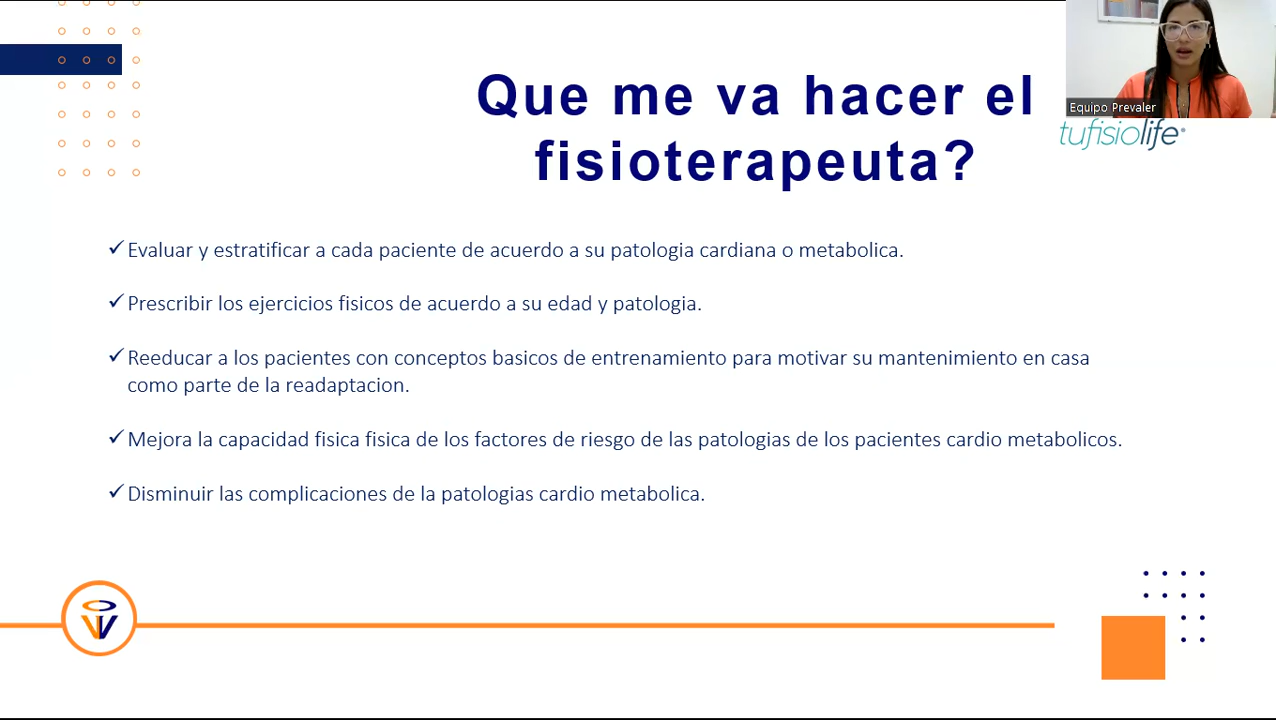 Que me va hacer el
fisioterapeuta?
Equipo Prevaler
tufisiolife
✓ Evaluar y estratificar a cada paciente de acuerdo a su patologia cardiana o metabolica.
✓ Prescribir los ejercicios fisicos de acuerdo a su edad y patologia.
✓ Reeducar a los pacientes con conceptos basicos de entrenamiento para motivar su mantenimiento en casa
como parte de la readaptacion.
✓ Mejora la capacidad fisica fisica de los factores de riesgo de las patologias de los pacientes cardio metabolicos.
✓ Disminuir las complicaciones de la patologias cardio metabolica.